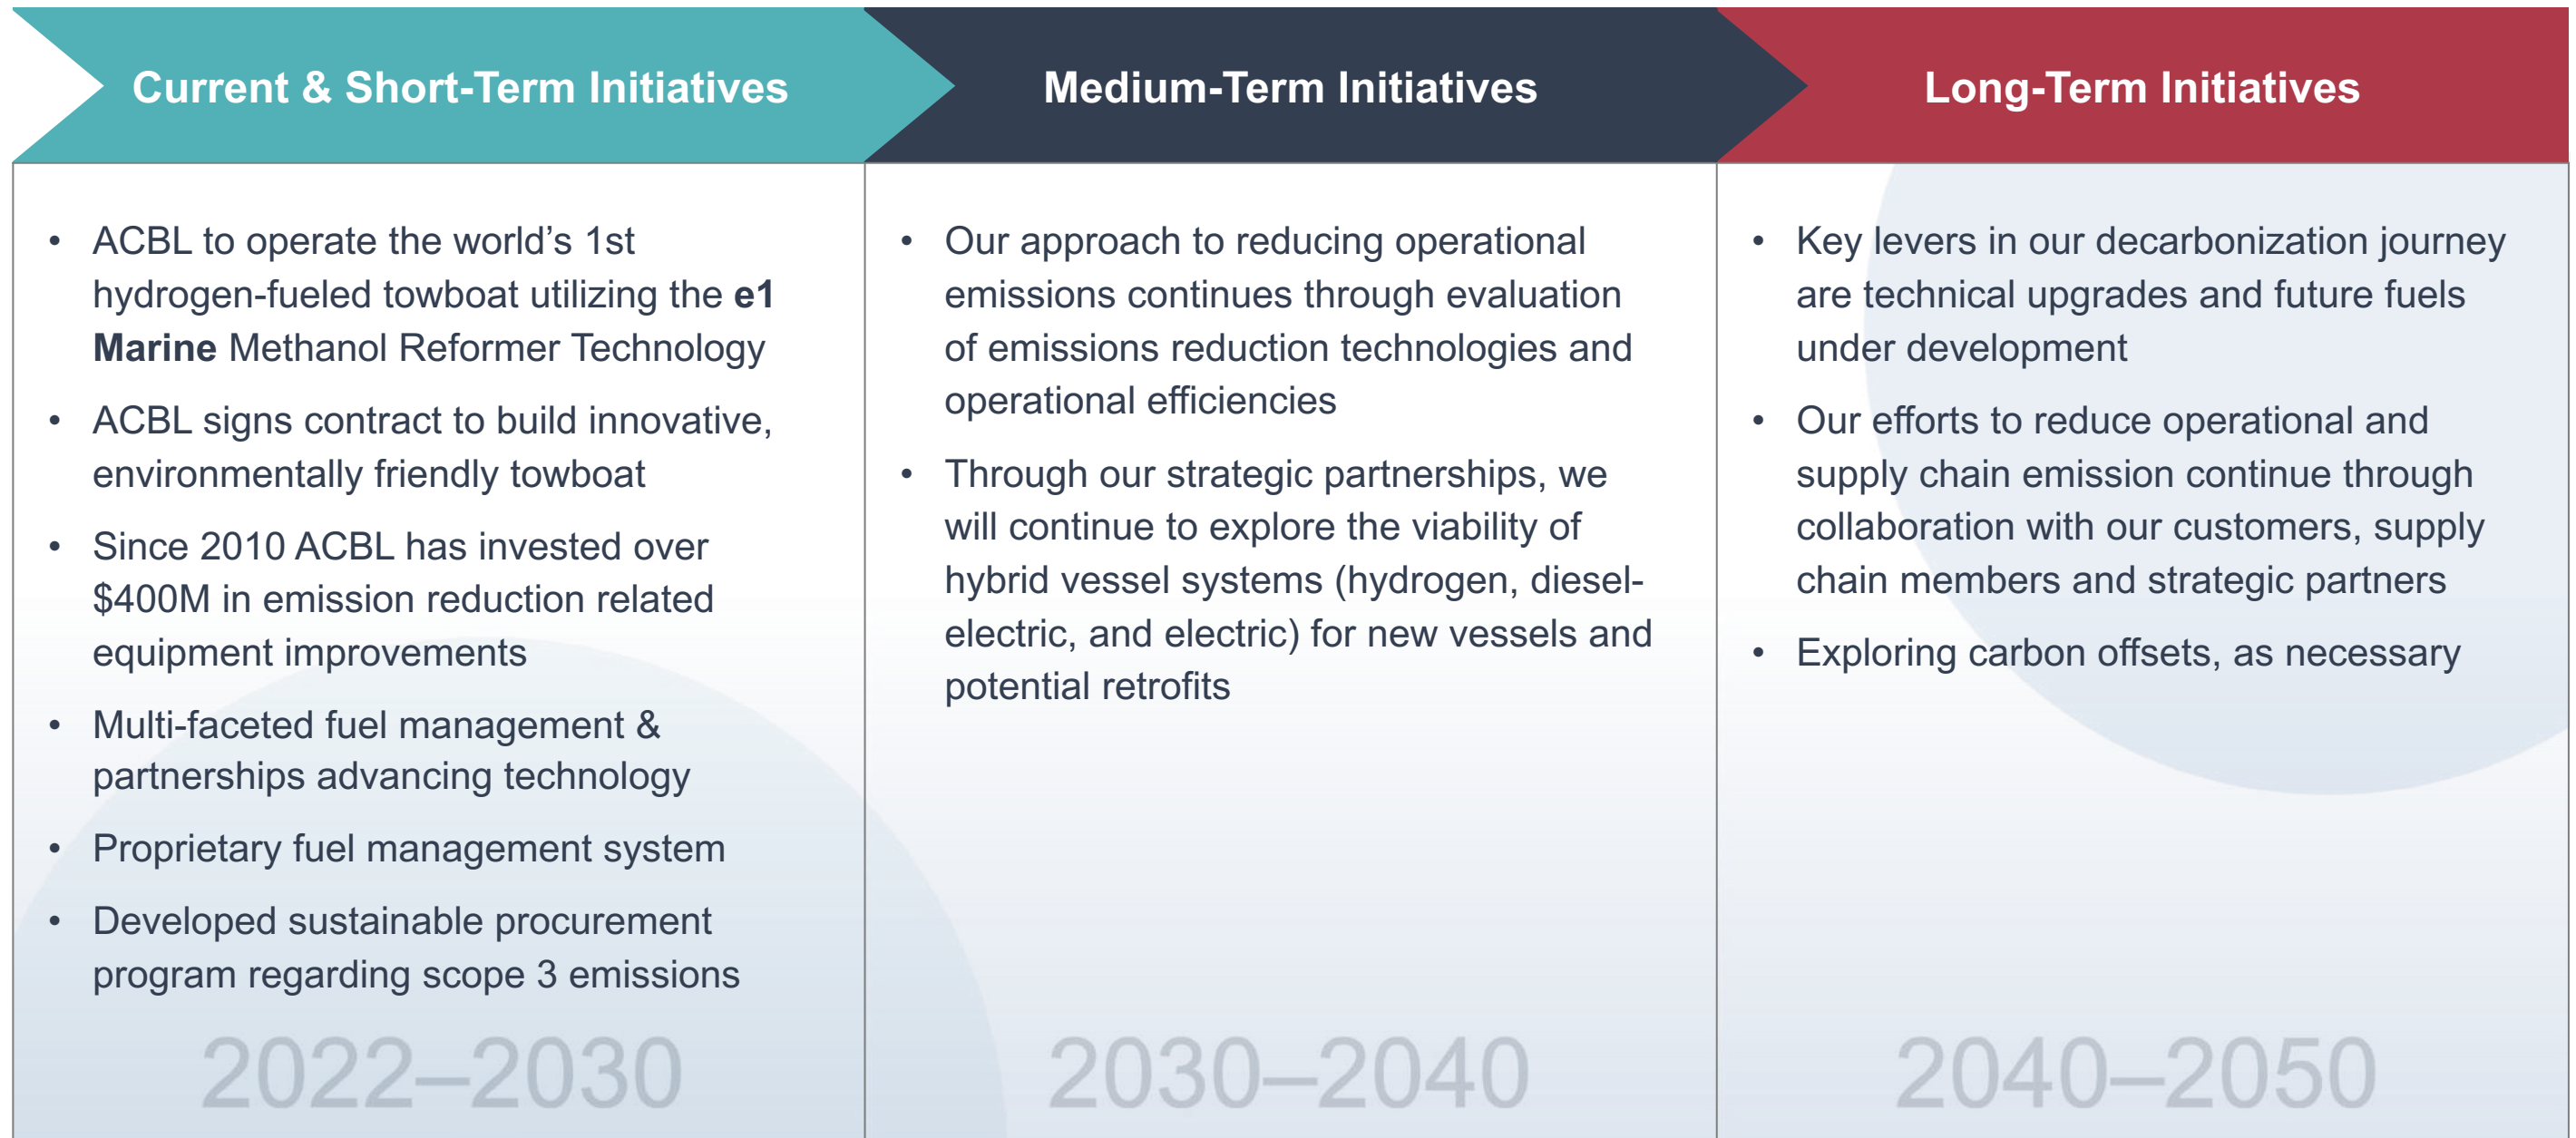 Current & Short-Term Initiatives
• ACBL to operate the world’s 1st
hydrogen-fueled towboat utilizing the e1
Marine Methanol Reformer Technology
• ACBL signs contract to build innovative,
environmentally friendly towboat
• Since 2010 ACBL has invested over
$400M in emission reduction related
equipment improvements
• Multi-faceted fuel management &
partnerships advancing technology
• Proprietary fuel management system
• Developed sustainable procurement
program regarding scope 3 emissions
2022–2030
Medium-Term Initiatives
• Our approach to reducing operational
emissions continues through evaluation
of emissions reduction technologies and
operational efficiencies
• Through our strategic partnerships, we
will continue to explore the viability of
hybrid vessel systems (hydrogen, diesel-
electric, and electric) for new vessels and
potential retrofits
2030–2040
Long-Term Initiatives
• Key levers in our decarbonization journey
are technical upgrades and future fuels
under development
• Our efforts to reduce operational and
supply chain emission continue through
collaboration with our customers, supply
chain members and strategic partners
• Exploring carbon offsets, as necessary
2040–2050